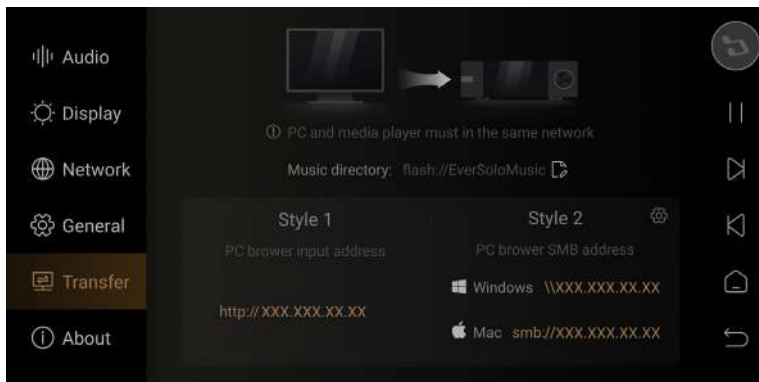 Audio
Display
Network
General
Transfer
About
PC and media player must in the same network
Music directory: flash://EverSoloMusic
Style 1
PC brower input address
http://XXX.XXX.XX.XX
Style 2
PC brower SMB address
Windows \\XXX.XXX.XX.XX
Mac smb://XXX.XXX.XX.XX